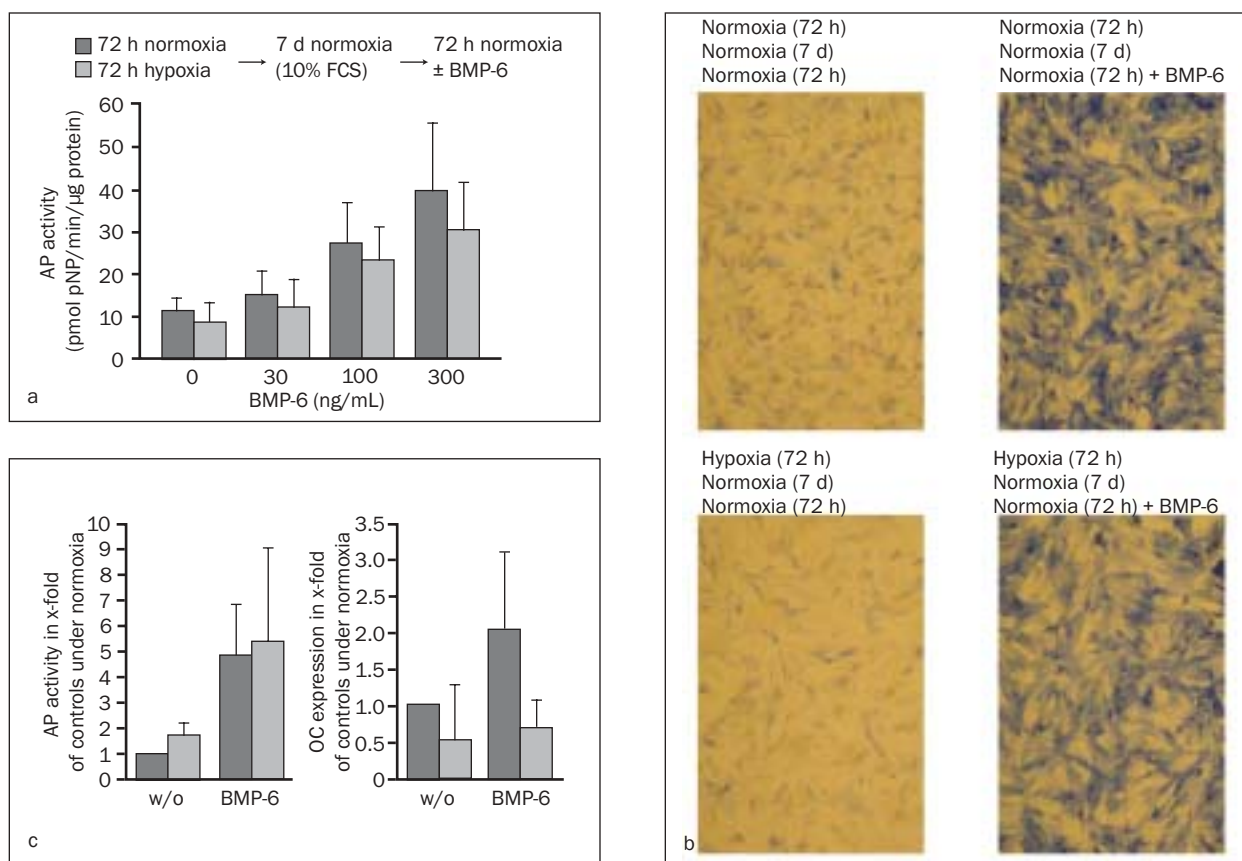 72 h normoxia
72 h hypoxia
7 d normoxia
(10% FCS)
72 h normoxia
± BMP-6
AP activity
(pmol pNP/min/µg protein)
60
50
40
30
20
10
0
0 30 100 300
BMP-6 (ng/mL)
a
AP activity in x-fold
of controls under normoxia
10
9
8
7
6
5
4
3
2
1
0
w/o BMP-6
OC expression in x-fold
of controls under normoxia
3.5
3.0
2.5
2.0
1.5
1.0
0.5
0
w/o BMP-6
c
Normoxia (72 h)
Normoxia (7 d)
Normoxia (72 h)
Normoxia (72 h)
Normoxia (7 d)
Normoxia (72 h) + BMP-6
Hypoxia (72 h)
Normoxia (7 d)
Normoxia (72 h)
Hypoxia (72 h)
Normoxia (7 d)
Normoxia (72 h) + BMP-6
b